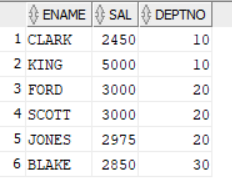 ENAME SAL DEPTNO
1 CLARK 2450 10
2 KING 5000 10
3 FORD 3000 20
4 SCOTT 3000 20
5 JONES 2975 20
6 BLAKE 2850 30